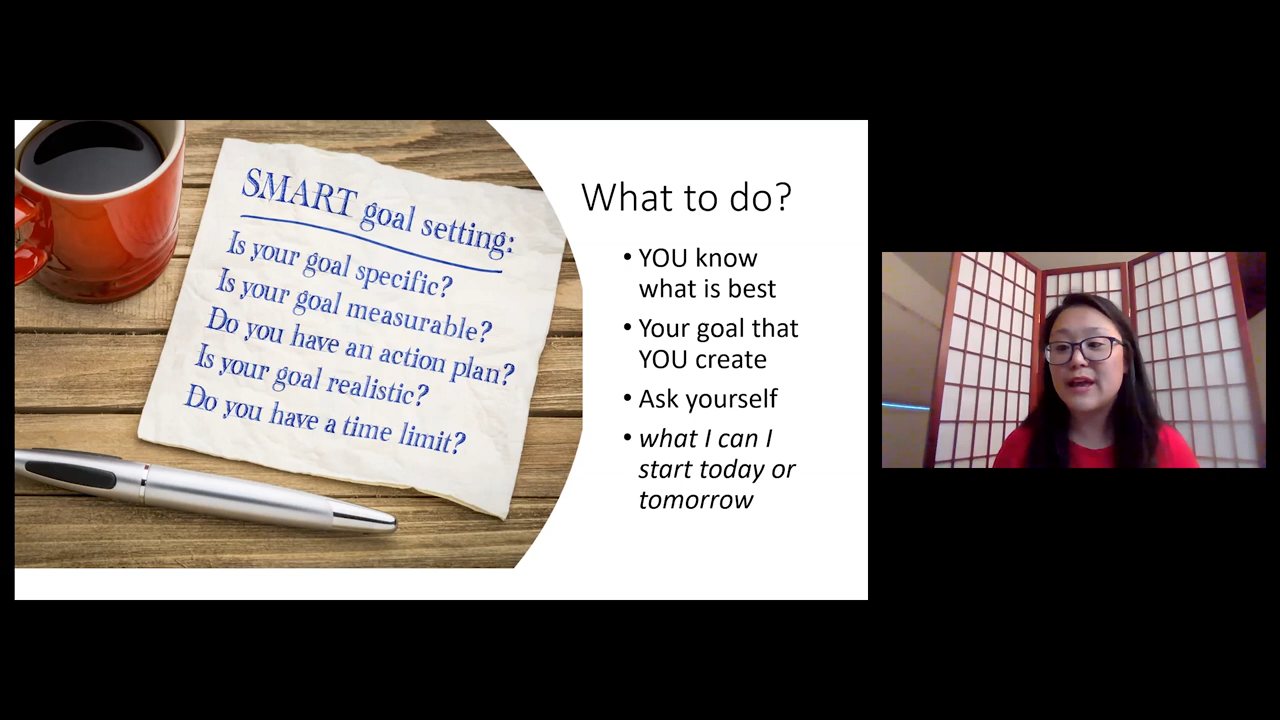 SMART goal setting:
Is your goal specific?
Is your goal measurable?
Do you have an action plan?
Is your goal realistic?
Do you have a time limit?
What to do?
• YOU know
what is best
• Your goal that
YOU create
• Ask yourself
• what I can I
start today or
tomorrow